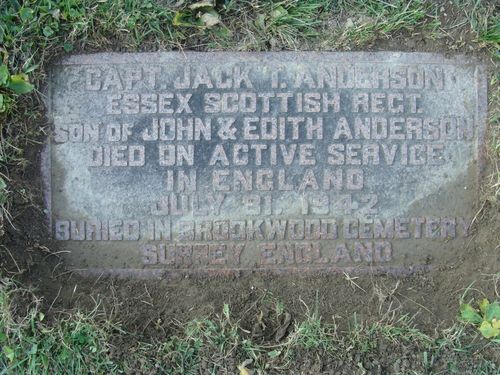 CAPT. JACK T. ANDERSON
ESSEX SCOTTISH REGT.
SON OF JOHN & EDITH ANDERSON
DIED ON ACTIVE SERVICE
IN ENGLAND
JULY 31, 1942
BURIED IN BROOKWOOD CEMETERY
SURREY ENGLAND